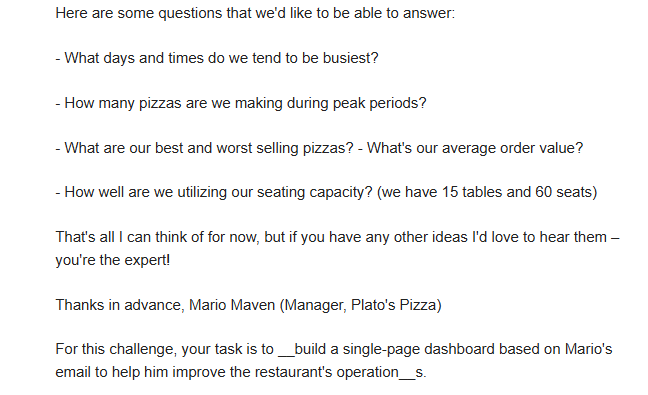 Here are some questions that we'd like to be able to answer:
- What days and times do we tend to be busiest?
- How many pizzas are we making during peak periods?
- What are our best and worst selling pizzas? - What's our average order value?
- How well are we utilizing our seating capacity? (we have 15 tables and 60 seats)
That's all I can think of for now, but if you have any other ideas I'd love to hear them –
you're the expert!
Thanks in advance, Mario Maven (Manager, Plato's Pizza)
For this challenge, your task is to __build a single-page dashboard based on Mario's
email to help him improve the restaurant's operation__s.